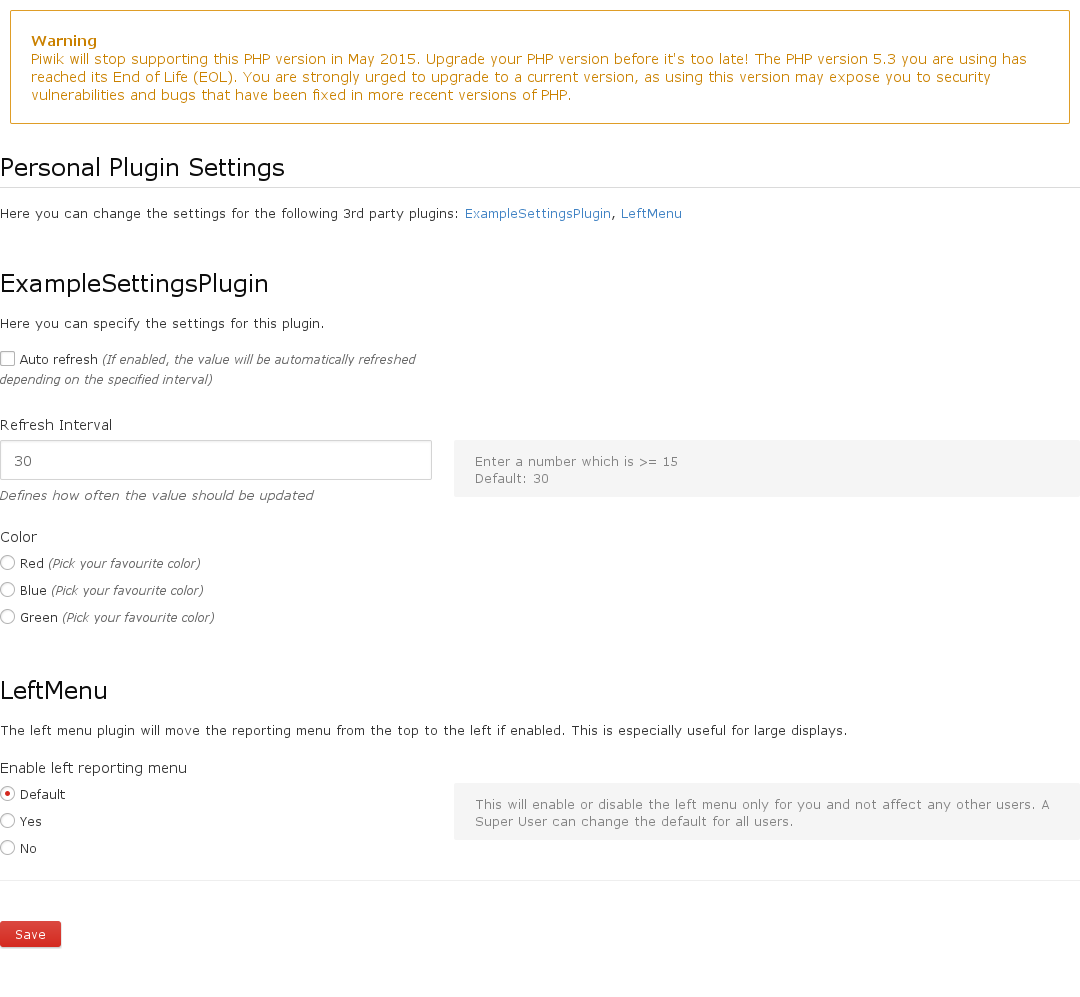 Warning
Piwik will stop supporting this PHP version in May 2015. Upgrade your PHP version before it's too late! The PHP version 5.3 you are using has
reached its End of Life (EOL). You are strongly urged to upgrade to a current version, as using this version may expose you to security
vulnerabilities and bugs that have been fixed in more recent versions of PHP.
Personal Plugin Settings
Here you can change the settings for the following 3rd party plugins: ExampleSettingsPlugin, LeftMenu
ExampleSettingsPlugin
Here you can specify the settings for this plugin.
Auto refresh (If enabled, the value will be automatically refreshed
depending on the specified interval)
Refresh Interval
30
Enter a number which is >= 15
Default: 30
Defines how often the value should be updated
Color
Red (Pick your favourite color)
Blue (Pick your favourite color)
Green (Pick your favourite color)
LeftMenu
The left menu plugin will move the reporting menu from the top to the left if enabled. This is especially useful for large displays.
Enable left reporting menu
Default
This will enable or disable the left menu only for you and not affect any other users. A
Super User can change the default for all users.
Yes
No
Save